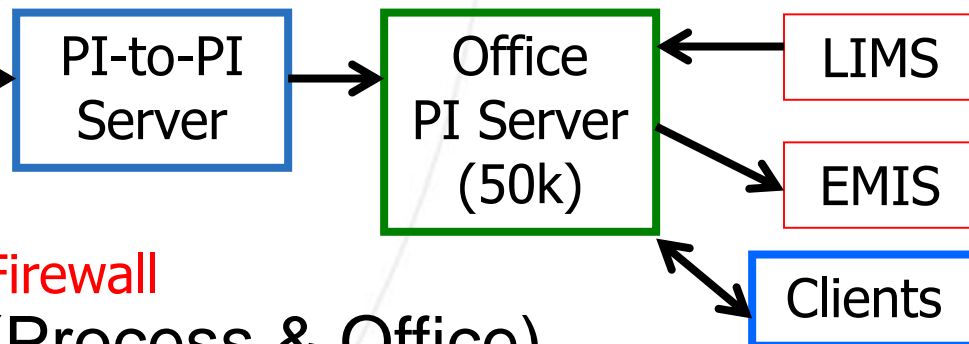 PI-to-PI
Server
Office
PI Server
(50k)
LIMS
EMIS
Firewall
Clients
(Process & Office)